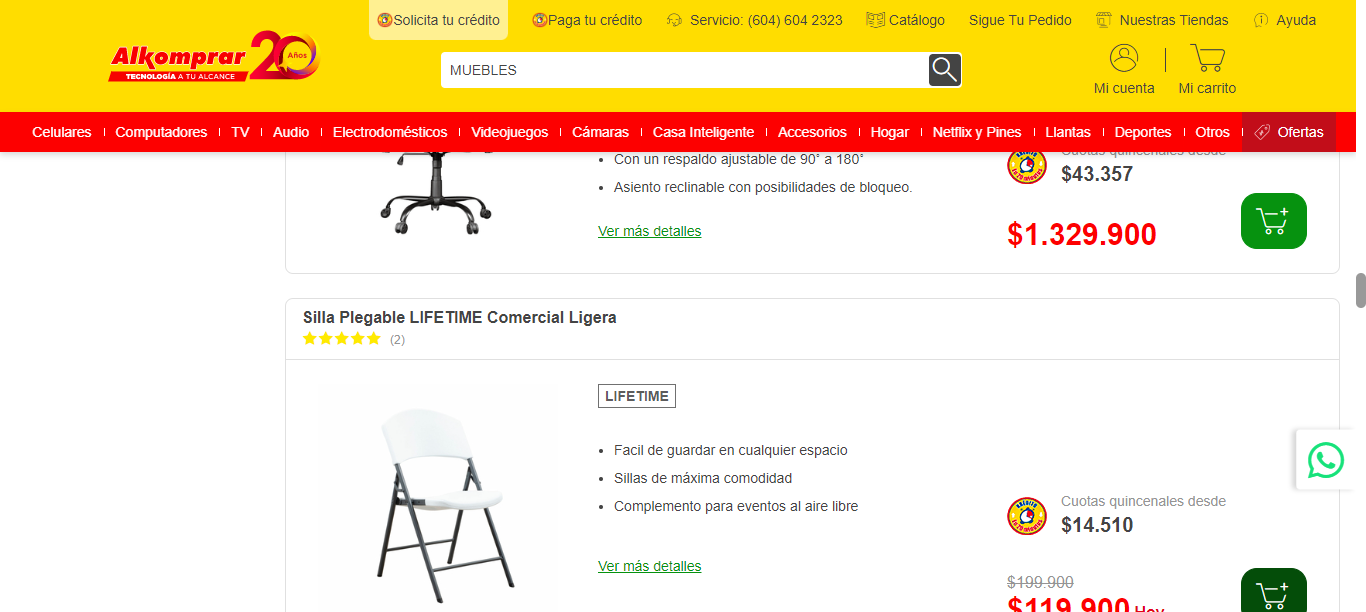 Solicita tu crédito
Paga tu crédito
Servicio: (604) 604 2323
Catálogo
Sigue Tu Pedido
Nuestras Tiendas
Ayuda
Alkomprar 20 Años
TECNOLOGÍA A TU ALCANCE
MUEBLES
Mi cuenta
Mi carrito
Celulares
Computadores
TV
Audio
Electrodomésticos
Videojuegos
Cámaras
Casa Inteligente
Accesorios
Hogar
Netflix y Pines
Llantas
Deportes
Otros
Ofertas
Con un respaldo ajustable de 90˚ a 180˚
Asiento reclinable con posibilidades de bloqueo.
Ver más detalles
Cuotas quincenales desde
$43.357
$1.329.900
Silla Plegable LIFETIME Comercial Ligera
(2)
LIFETIME
Facil de guardar en cualquier espacio
Sillas de máxima comodidad
Complemento para eventos al aire libre
Ver más detalles
Cuotas quincenales desde
$14.510
$199.900
$119.900 Hoy